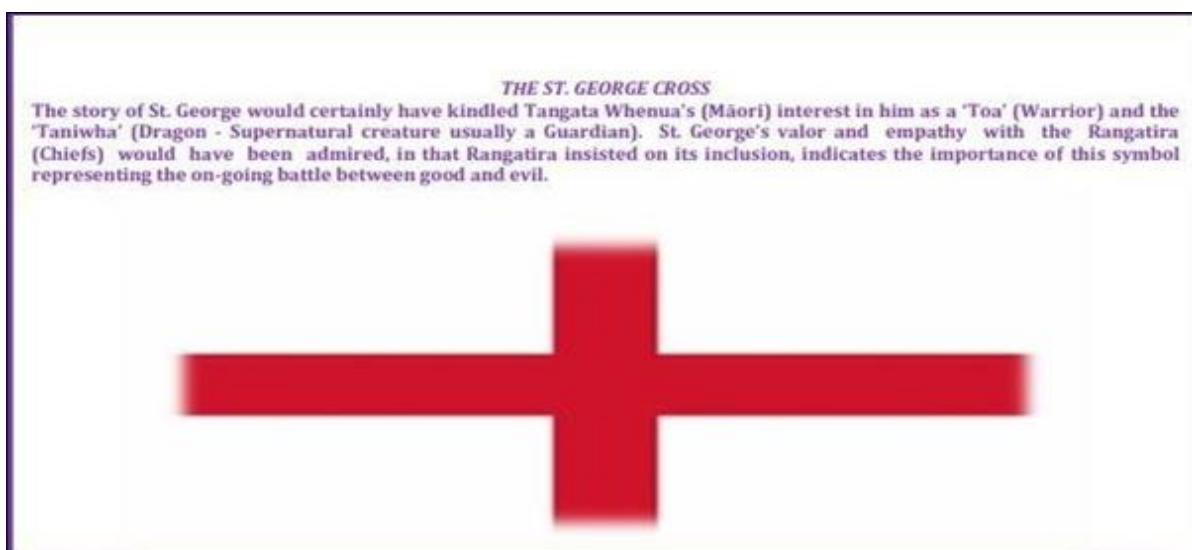 THE ST. GEORGE CROSS
The story of St. George would certainly have kindled Tangata Whenua's (Māori) interest in him as a 'Toa' (Warrior) and the
'Taniwha' (Dragon - Supernatural creature usually a Guardian). St. George's valor and empathy with the Rangatira
(Chiefs) would have been admired, in that Rangatira insisted on its inclusion, indicates the importance of this symbol
representing the on-going battle between good and evil.